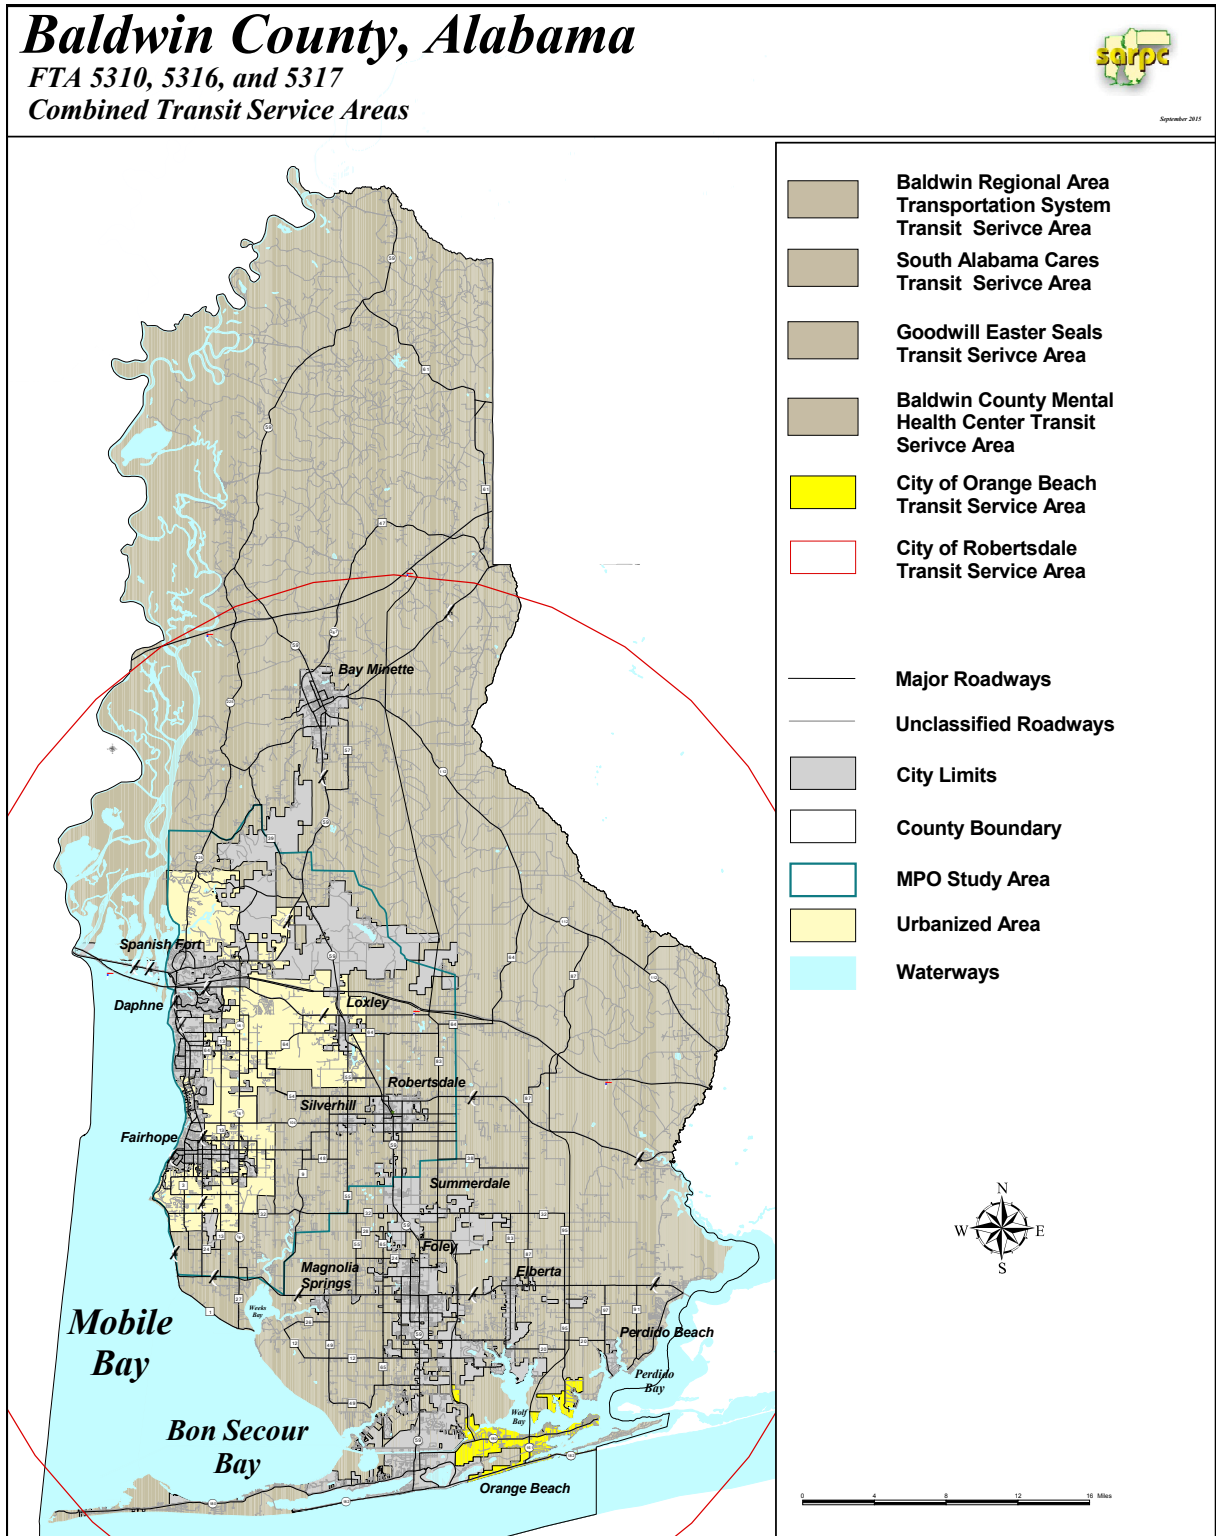 Baldwin County, Alabama
FTA 5310, 5316, and 5317
Combined Transit Service Areas
sarpc
September 2015
Baldwin Regional Area
Transportation System
Transit Serivce Area
South Alabama Cares
Transit Serivce Area
Goodwill Easter Seals
Transit Serivce Area
Baldwin County Mental
Health Center Transit
Serivce Area
City of Orange Beach
Transit Service Area
City of Robertsdale
Transit Service Area
Major Roadways
Unclassified Roadways
City Limits
County Boundary
MPO Study Area
Urbanized Area
Waterways
N
W E
S
0 4 8 12 16 Miles
Bay Minette
Spanish Fort
Daphne
Loxley
Robertsdale
Silverhill
Fairhope
Summerdale
Foley
Magnolia
Springs
Elberta
Weeks
Bay
Mobile
Bay
Perdido Beach
Perdido
Bay
Wolf
Bay
Bon Secour
Bay
Orange Beach